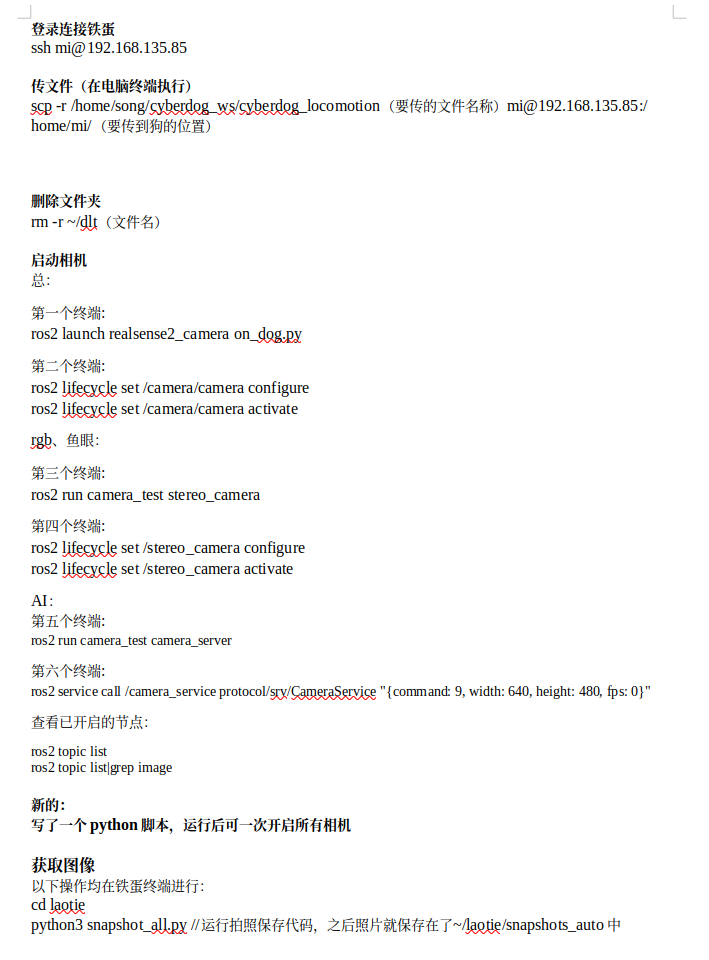 登录连接铁蛋
ssh mi@192.168.135.85
传文件（在电脑终端执行）
scp -r /home/song/cyberdog_ws/cyberdog_locomotion（要传的文件名称）mi@192.168.135.85:/
home/mi/（要传到狗的位置）
删除文件夹
rm -r ~/dlt（文件名）
启动相机
总：
第一个终端:
ros2 launch realsense2_camera on_dog.py
第二个终端:
ros2 lifecycle set /camera/camera configure
ros2 lifecycle set /camera/camera activate
rgb、鱼眼：
第三个终端:
ros2 run camera_test stereo_camera
第四个终端:
ros2 lifecycle set /stereo_camera configure
ros2 lifecycle set /stereo_camera activate
AI：
第五个终端:
ros2 run camera_test camera_server
第六个终端:
ros2 service call /camera_service protocol/srv/CameraService "{command: 9, width: 640, height: 480, fps: 0}"
查看已开启的节点：
ros2 topic list
ros2 topic list|grep image
新的：
写了一个 python 脚本，运行后可一次开启所有相机
获取图像
以下操作均在铁蛋终端进行：
cd laotie
python3 snapshot_all.py //运行拍照保存代码，之后照片就保存在了~/laotie/snapshots_auto 中